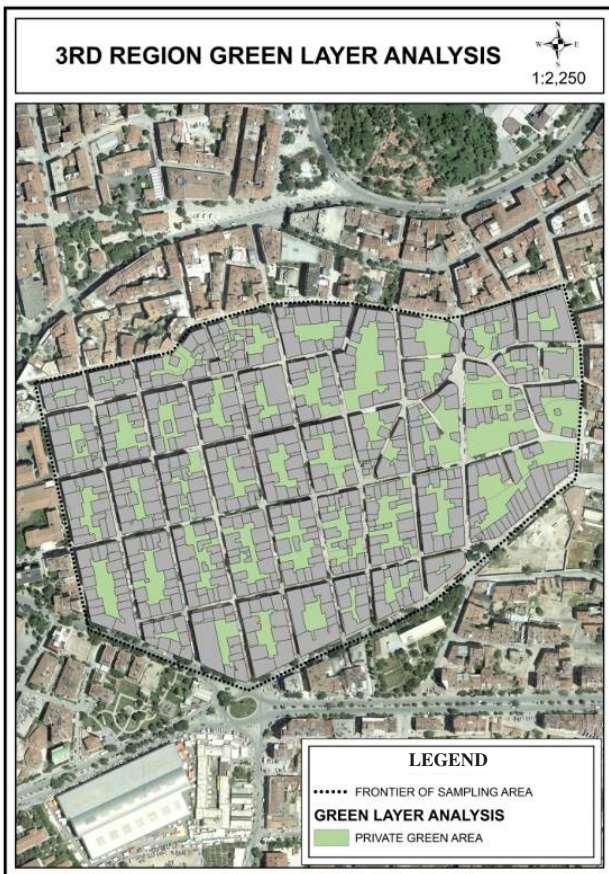 3RD REGION GREEN LAYER ANALYSIS
N
W E
S
1:2,250
LEGEND
FRONTIER OF SAMPLING AREA
GREEN LAYER ANALYSIS
PRIVATE GREEN AREA